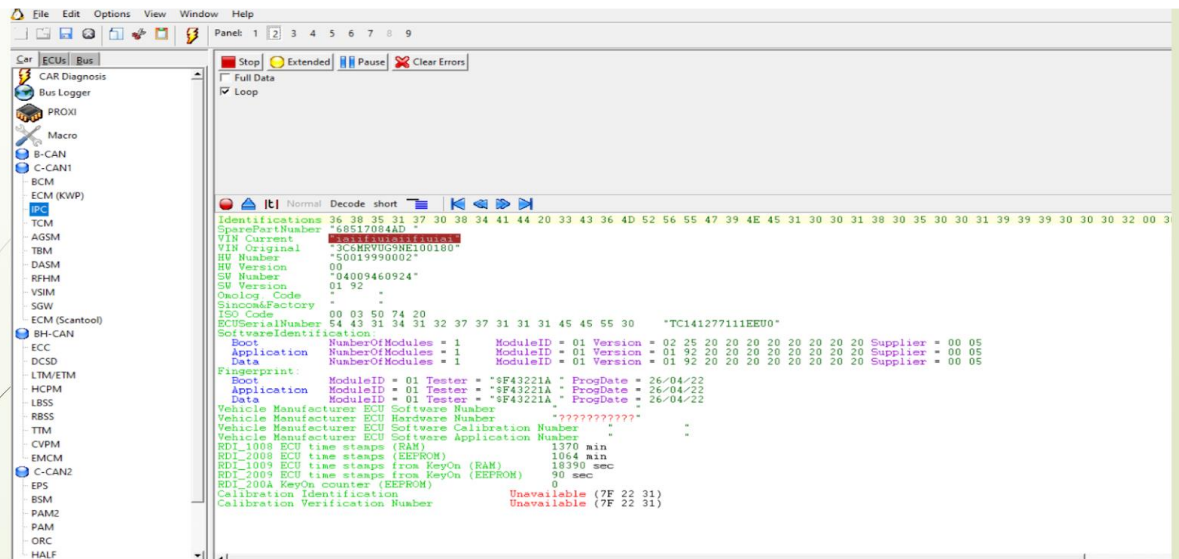 File Edit Options View Window Help
Panel: 1 2 3 4 5 6 7 8 9
Car ECUs Bus
CAR Diagnosis
Bus Logger
PROXI
Macro
B-CAN
C-CAN1
BCM
ECM (KWP)
IPC
TCM
AGSM
TBM
DASM
RFHM
VSIM
SGW
ECM (Scantool)
BH-CAN
ECC
DCSD
LTM/ETM
HCPM
LBSS
RBSS
TTM
CVPM
EMCM
C-CAN2
EPS
BSM
PAM2
PAM
ORC
HALF
Stop Extended Pause Clear Errors
Full Data
Loop
|t| Normal Decode short
Identifications 36 38 35 31 37 30 38 34 41 44 20 33 43 36 4D 52 56 55 47 39 4E 45 31 30 30 31 38 30 35 30 30 31 39 39 39 30 30 30 32 00
SparePartNumber "68517084AD "
VIN Current
VIN Original "3C6MRVUG9NE100180"
HW Number "50019990002"
HW Version 00
SW Number "04009460924"
SW Version 01 92
Omolog. Code " "
Sincom&Factory " "
ISO Code 00 03 50 74 20
ECUSerialNumber 54 43 31 34 31 32 37 37 31 31 31 45 45 55 30 "TC141277111EEU0"
SoftwareIdentification:
Boot NumberOfModules = 1 ModuleID = 01 Version = 02 25 20 20 20 20 20 20 20 20 Supplier = 00 05
Application NumberOfModules = 1 ModuleID = 01 Version = 01 92 20 20 20 20 20 20 20 20 Supplier = 00 05
Data NumberOfModules = 1 ModuleID = 01 Version = 01 92 20 20 20 20 20 20 20 20 Supplier = 00 05
Fingerprint:
Boot ModuleID = 01 Tester = "$F43221A " ProgDate = 26/04/22
Application ModuleID = 01 Tester = "$F43221A " ProgDate = 26/04/22
Data ModuleID = 01 Tester = "$F43221A " ProgDate = 26/04/22
Vehicle Manufacturer ECU Software Number " "
Vehicle Manufacturer ECU Hardware Number "???????????"
Vehicle Manufacturer ECU Software Calibration Number " "
Vehicle Manufacturer ECU Software Application Number " "
RDI_1008 ECU time stamps (RAM) 1370 min
RDI_2008 ECU time stamps (EEPROM) 1064 min
RDI_1009 ECU time stamps from KeyOn (RAM) 18390 sec
RDI_2009 ECU time stamps from KeyOn (EEPROM) 90 sec
RDI_200A KeyOn counter (EEPROM) 0
Calibration Identification Unavailable (7F 22 31)
Calibration Verification Number Unavailable (7F 22 31)